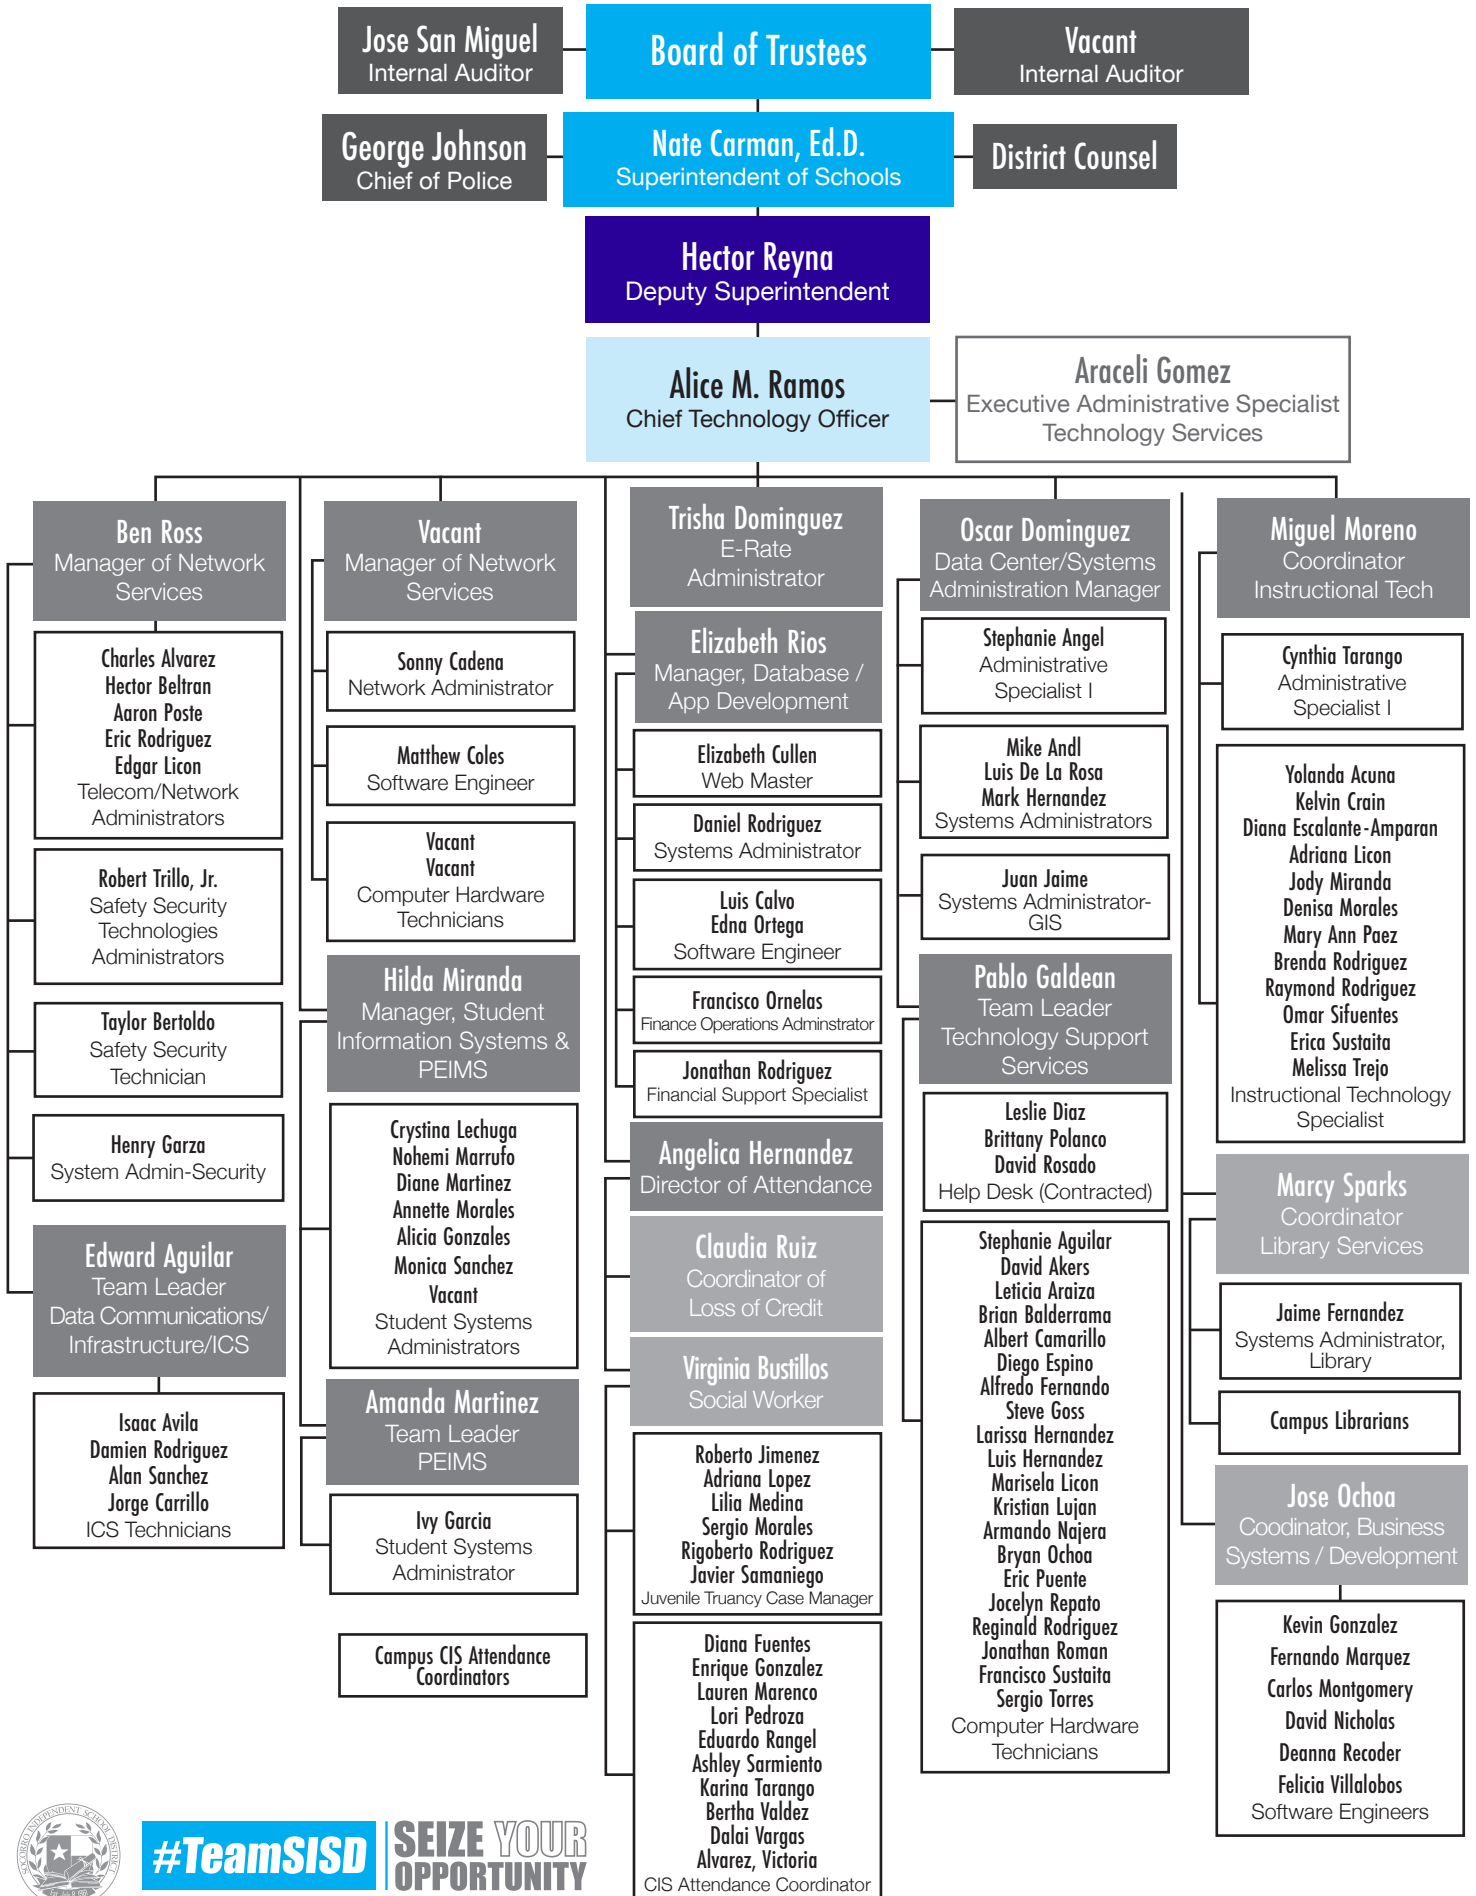 Jose San Miguel
Internal Auditor
Board of Trustees
Vacant
Internal Auditor
George Johnson
Chief of Police
Nate Carman, Ed.D.
Superintendent of Schools
District Counsel
Hector Reyna
Deputy Superintendent
Alice M. Ramos
Chief Technology Officer
Araceli Gomez
Executive Administrative Specialist
Technology Services
Ben Ross
Manager of Network
Services
Charles Alvarez
Hector Beltran
Aaron Poste
Eric Rodriguez
Edgar Licon
Telecom/Network
Administrators
Robert Trillo, Jr.
Safety Security
Technologies
Administrators
Taylor Bertoldo
Safety Security
Technician
Henry Garza
System Admin-Security
Edward Aguilar
Team Leader
Data Communications/
Infrastructure/ICS
Isaac Avila
Damien Rodriguez
Alan Sanchez
Jorge Carrillo
ICS Technicians
Vacant
Manager of Network
Services
Sonny Cadena
Network Administrator
Matthew Coles
Software Engineer
Vacant
Vacant
Computer Hardware
Technicians
Hilda Miranda
Manager, Student
Information Systems &
PEIMS
Crystina Lechuga
Nohemi Marrufo
Diane Martinez
Annette Morales
Alicia Gonzales
Monica Sanchez
Vacant
Student Systems
Administrators
Amanda Martinez
Team Leader
PEIMS
Ivy Garcia
Student Systems
Administrator
Campus CIS Attendance
Coordinators
Trisha Dominguez
E-Rate
Administrator
Elizabeth Rios
Manager, Database /
App Development
Elizabeth Cullen
Web Master
Daniel Rodriguez
Systems Administrator
Luis Calvo
Edna Ortega
Software Engineer
Francisco Ornelas
Finance Operations Adminstrator
Jonathan Rodriguez
Financial Support Specialist
Angelica Hernandez
Director of Attendance
Claudia Ruiz
Coordinator of
Loss of Credit
Virginia Bustillos
Social Worker
Roberto Jimenez
Adriana Lopez
Lilia Medina
Sergio Morales
Rigoberto Rodriguez
Javier Samaniego
Juvenile Truancy Case Manager
Diana Fuentes
Enrique Gonzalez
Lauren Marenco
Lori Pedroza
Eduardo Rangel
Ashley Sarmiento
Karina Tarango
Bertha Valdez
Dalai Vargas
Alvarez, Victoria
CIS Attendance Coordinator
Oscar Dominguez
Data Center/Systems
Administration Manager
Stephanie Angel
Administrative
Specialist I
Mike Andl
Luis De La Rosa
Mark Hernandez
Systems Administrators
Juan Jaime
Systems Administrator-
GIS
Pablo Galdean
Team Leader
Technology Support
Services
Leslie Diaz
Brittany Polanco
David Rosado
Help Desk (Contracted)
Stephanie Aguilar
David Akers
Leticia Araiza
Brian Balderrama
Albert Camarillo
Diego Espino
Alfredo Fernando
Steve Goss
Larissa Hernandez
Luis Hernandez
Marisela Licon
Kristian Lujan
Armando Najera
Bryan Ochoa
Eric Puente
Jocelyn Repato
Reginald Rodriguez
Jonathan Roman
Francisco Sustaita
Sergio Torres
Computer Hardware
Technicians
Miguel Moreno
Coordinator
Instructional Tech
Cynthia Tarango
Administrative
Specialist I
Yolanda Acuna
Kelvin Crain
Diana Escalante-Amparan
Adriana Licon
Jody Miranda
Denisa Morales
Mary Ann Paez
Brenda Rodriguez
Raymond Rodriguez
Omar Sifuentes
Erica Sustaita
Melissa Trejo
Instructional Technology
Specialist
Marcy Sparks
Coordinator
Library Services
Jaime Fernandez
Systems Administrator,
Library
Campus Librarians
Jose Ochoa
Coodinator, Business
Systems / Development
Kevin Gonzalez
Fernando Marquez
Carlos Montgomery
David Nicholas
Deanna Recoder
Felicia Villalobos
Software Engineers
SOCORRO INDEPENDENT SCHOOL DISTRICT
#TeamSISD
SEIZE YOUR
OPPORTUNITY